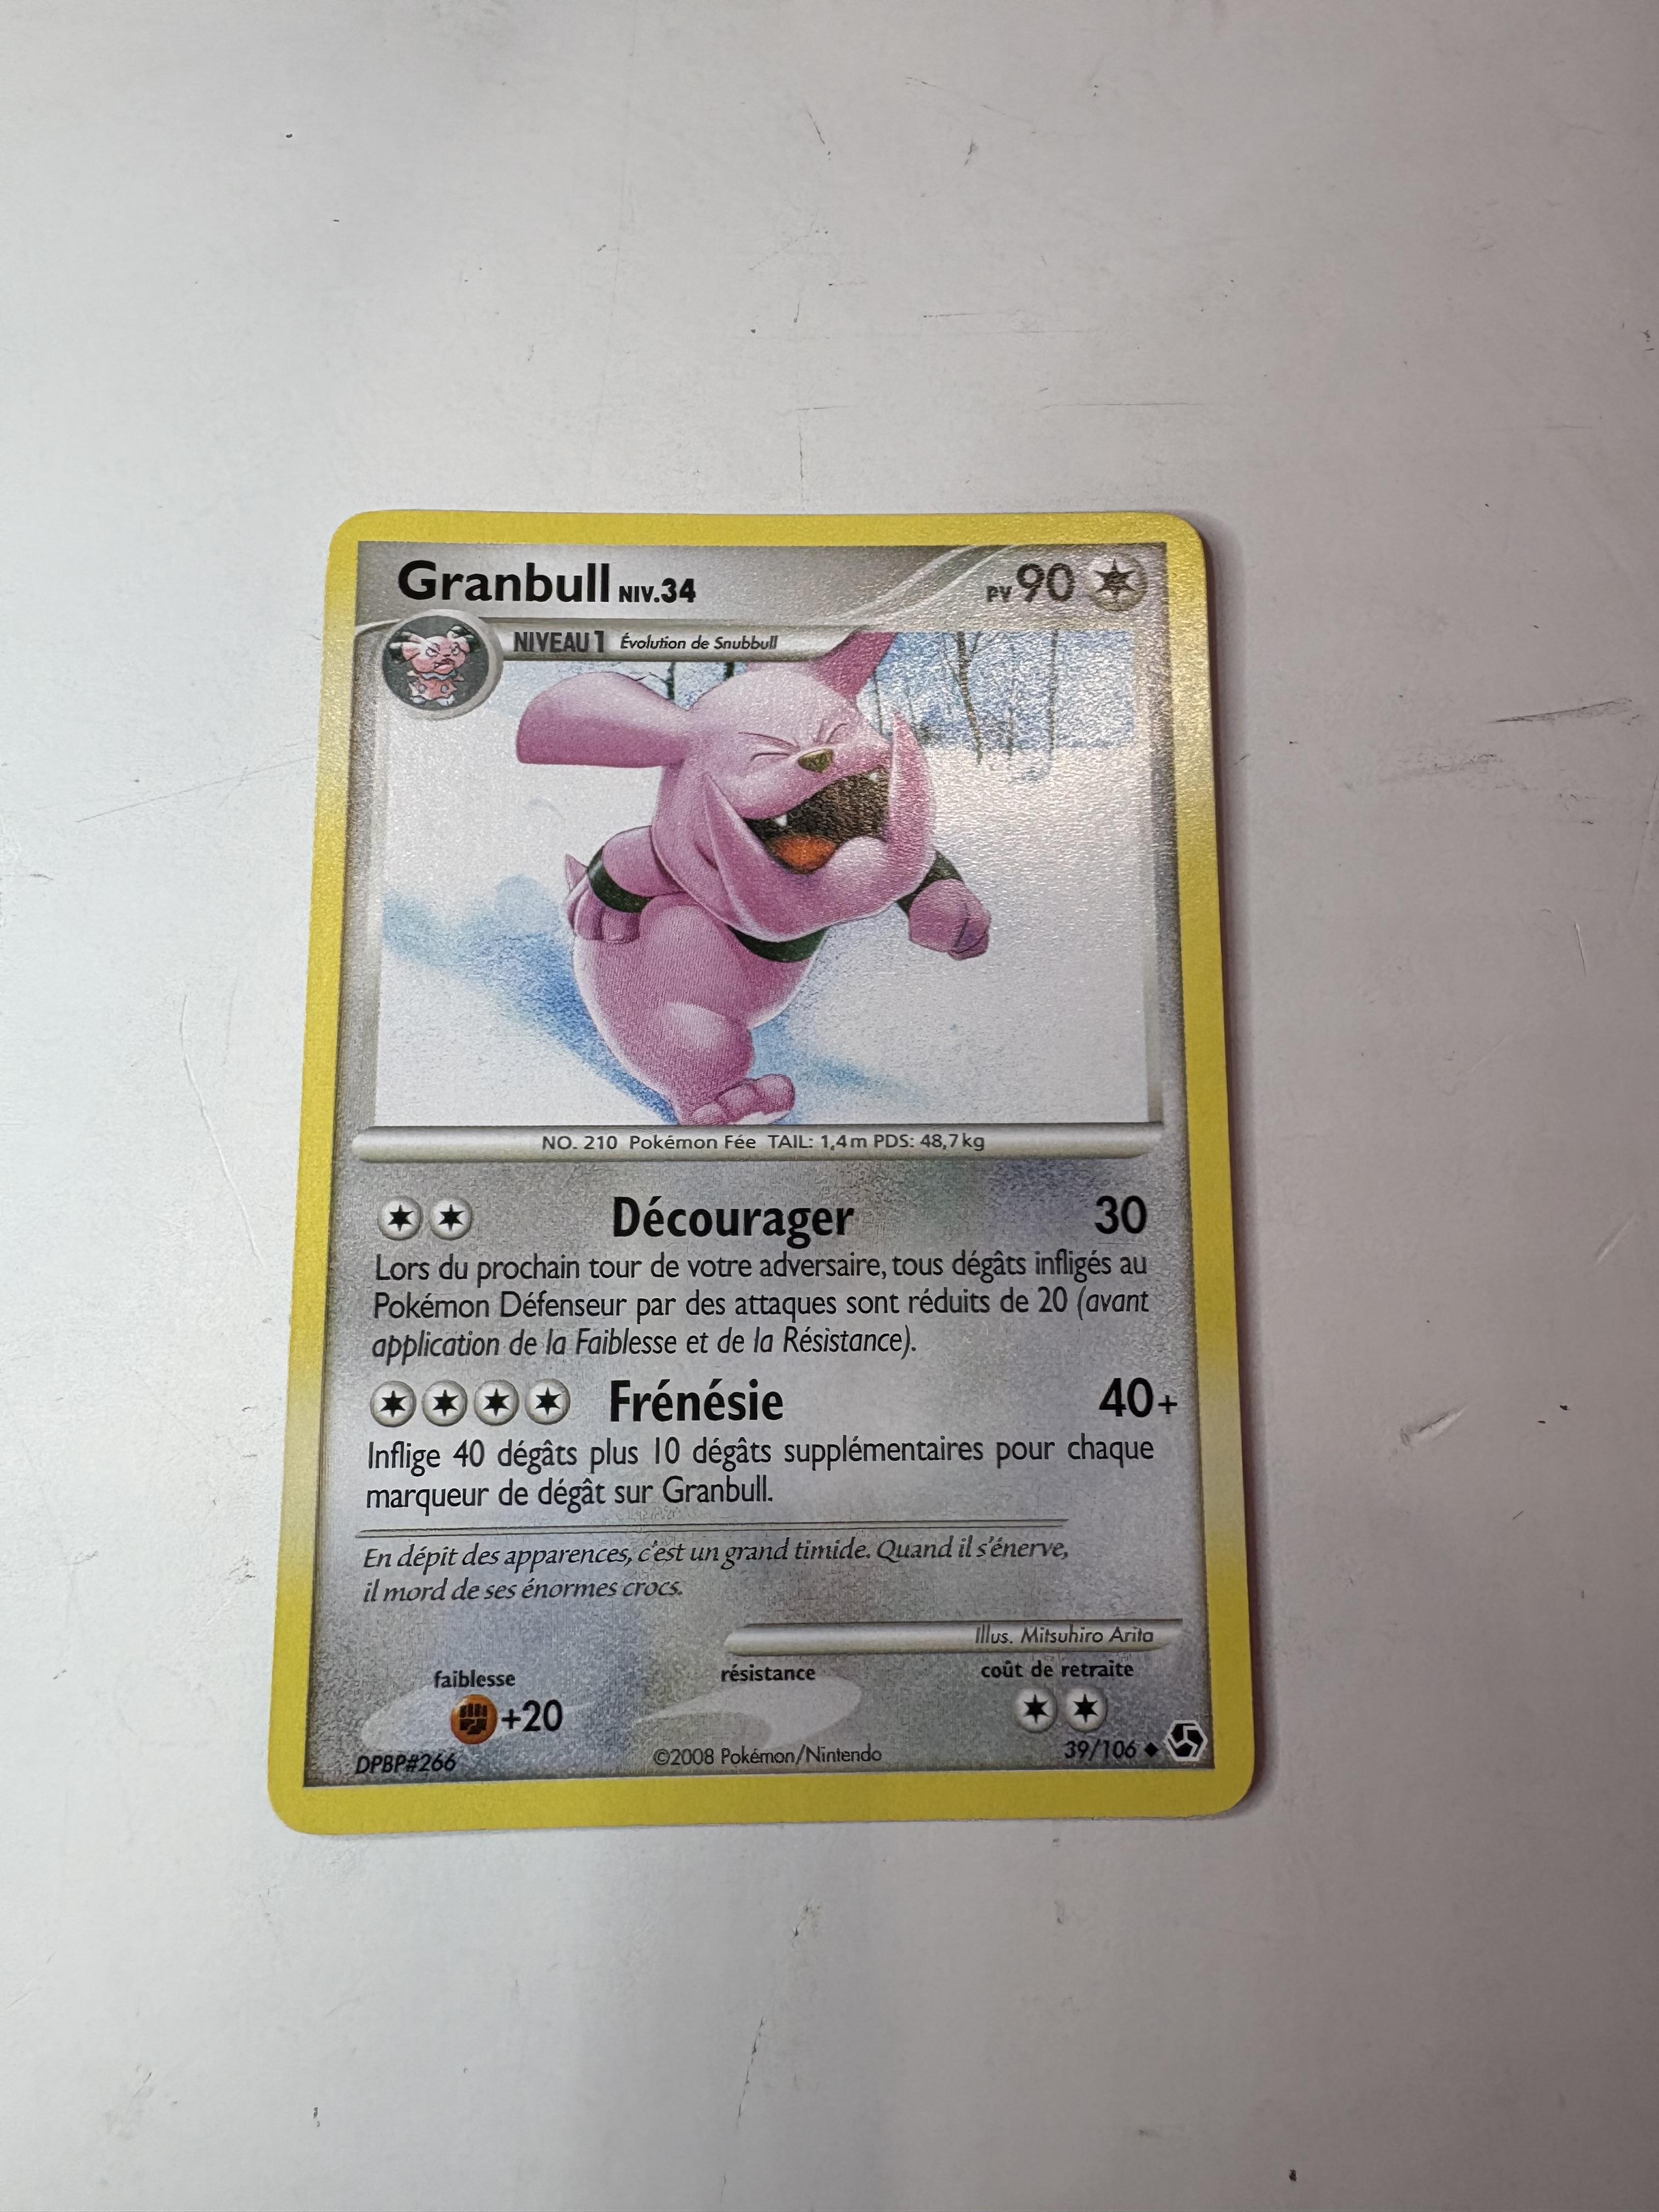 Granbull NIV.34 PV 90
NIVEAU 1 Évolution de Snubbull
NO. 210 Pokémon Fée TAIL: 1,4m PDS: 48,7kg
Décourager 30
Lors du prochain tour de votre adversaire, tous dégâts infligés au
Pokémon Défenseur par des attaques sont réduits de 20 (avant
application de la Faiblesse et de la Résistance).
Frénésie 40+
Inflige 40 dégâts plus 10 dégâts supplémentaires pour chaque
marqueur de dégât sur Granbull.
En dépit des apparences, c'est un grand timide. Quand il s'énerve,
il mord de ses énormes crocs.
Illus. Mitsuhiro Arita
faiblesse résistance coût de retraite
+20
DPBP#266 ©2008 Pokémon/Nintendo 39/106